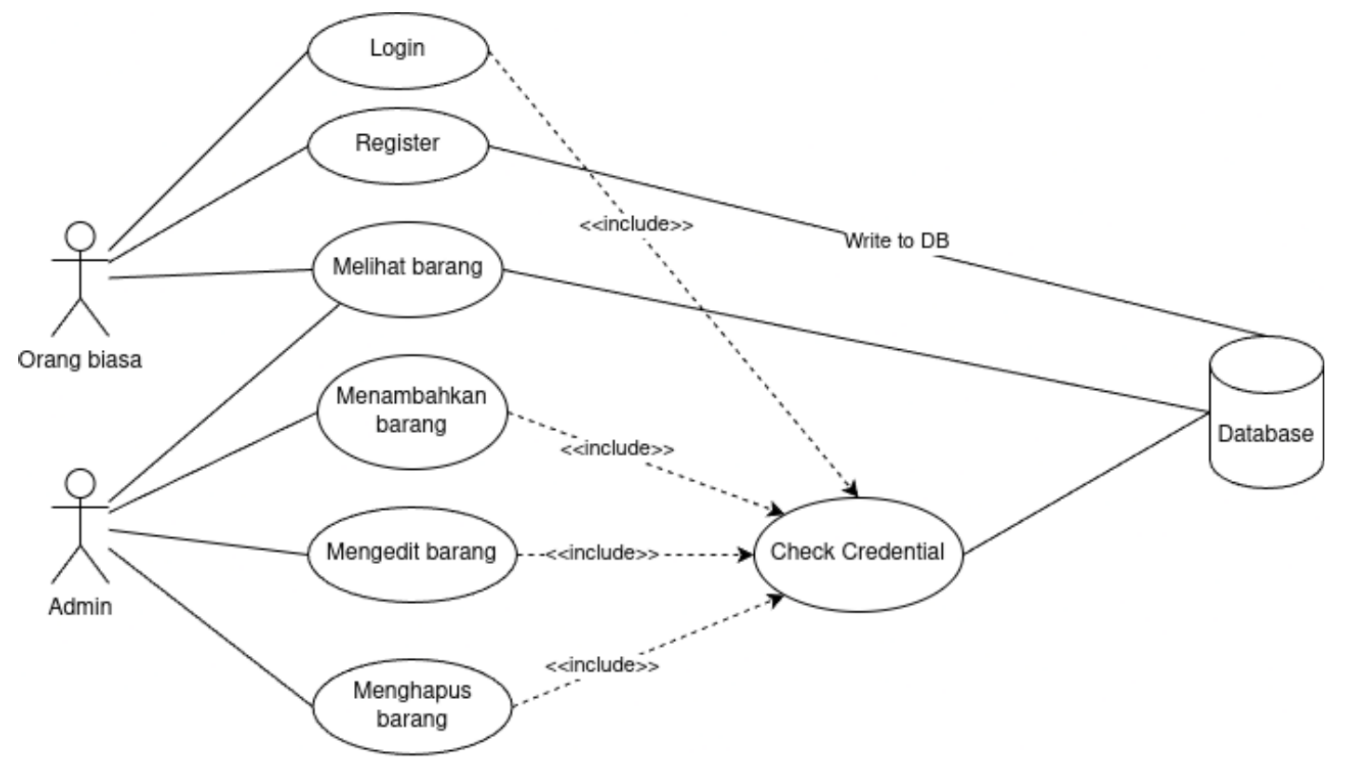 Login
Register
<<include>>
Write to DB
Melihat barang
Orang biasa
Menambahkan
barang
<<include>>
Database
Mengedit barang
<<include>>
Check Credential
Admin
<<include>>
Menghapus
barang